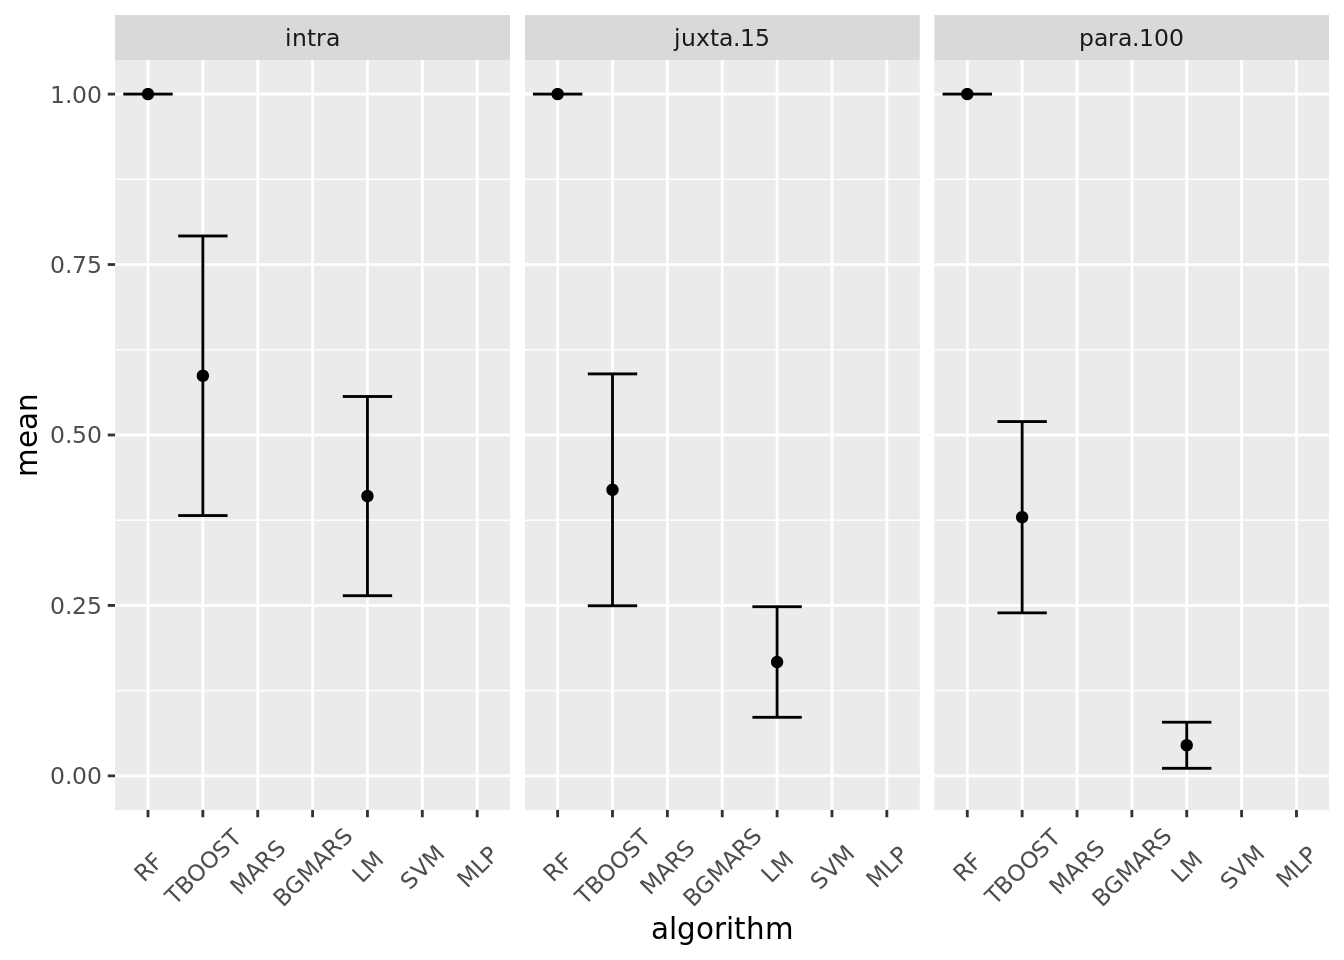 intra
juxta.15
para.100
mean
1.00
0.75
0.50
0.25
0.00
RF
TBOOST
MARS
BGMARS
LM
SVM
MLP
RF
TBOOST
MARS
BGMARS
LM
SVM
MLP
RF
TBOOST
MARS
BGMARS
LM
SVM
MLP
algorithm